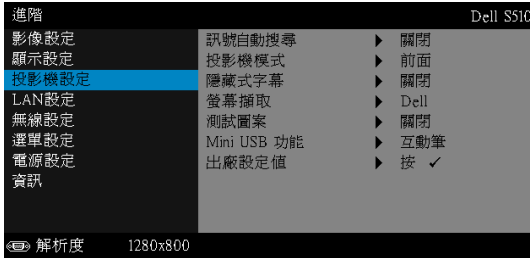 進階 Dell S510
影像設定
顯示設定
投影機設定
LAN設定
無線設定
選單設定
電源設定
資訊
訊號自動搜尋 ▶ 關閉
投影機模式 ▶ 前面
隱藏式字幕 ▶ 關閉
螢幕擷取 ▶ Dell
測試圖案 ▶ 關閉
Mini USB 功能 ▶ 互動筆
出廠設定值 ▶ 按 ✓
解析度 1280x800